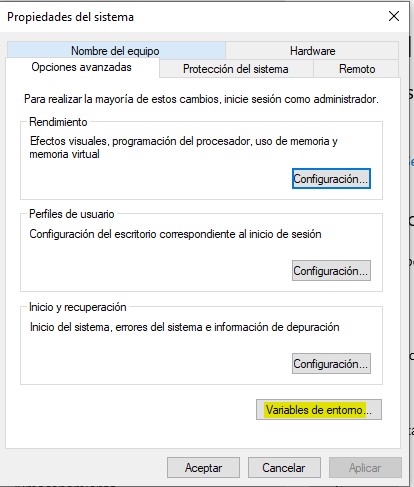 Propiedades del sistema
Nombre del equipo
Hardware
Opciones avanzadas
Protección del sistema
Remoto
Para realizar la mayoría de estos cambios, inicie sesión como administrador.
Rendimiento
Efectos visuales, programación del procesador, uso de memoria y
memoria virtual
Configuración...
Perfiles de usuario
Configuración del escritorio correspondiente al inicio de sesión
Configuración...
Inicio y recuperación
Inicio del sistema, errores del sistema e información de depuración
Configuración...
Variables de entorno...
Aceptar
Cancelar
Aplicar